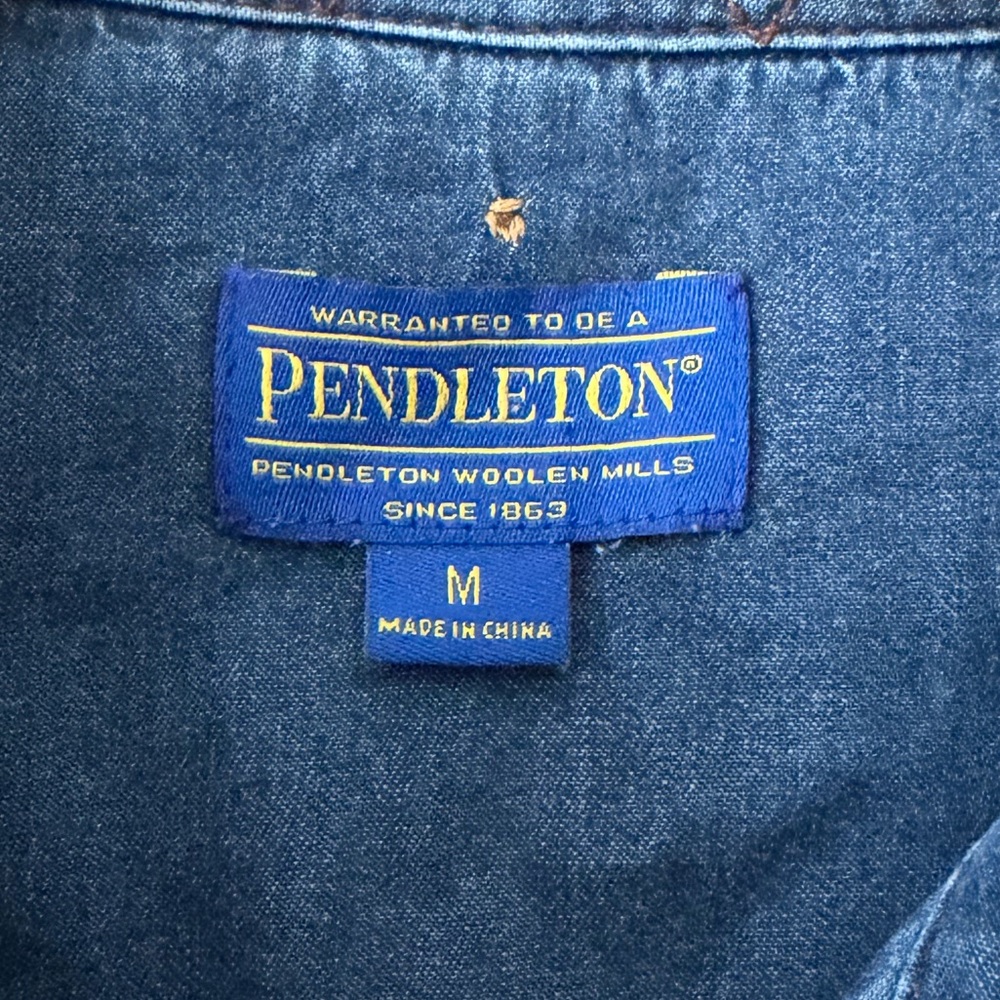 WARRANTED TO BE A
PENDLETON®
PENDLETON WOOLEN MILLS
SINCE 1863
M
MADE IN CHINA